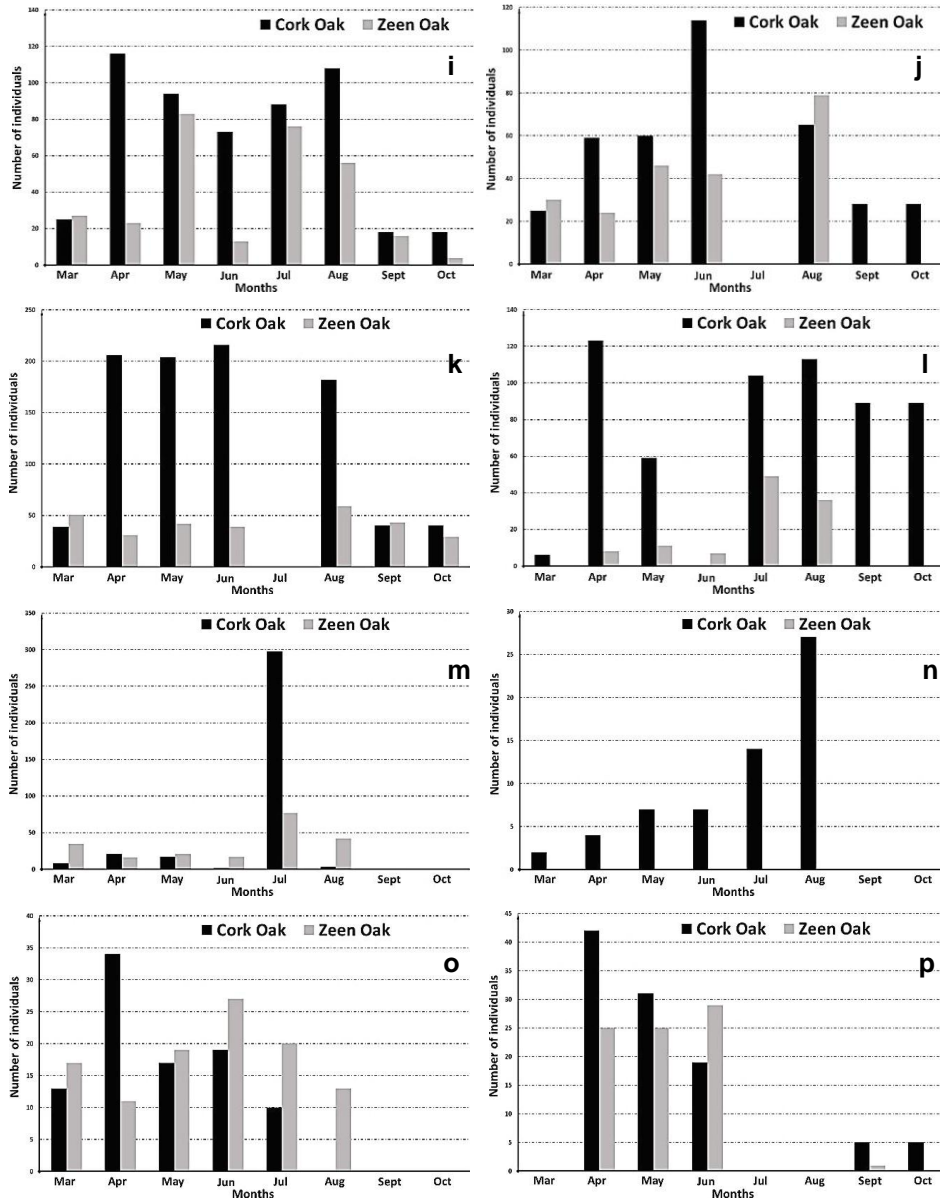 Cork Oak Zeen Oak
i
Number of individuals
140
120
100
80
60
40
20
0
Mar Apr May Jun Jul Aug Sept Oct
Months
Cork Oak Zeen Oak
j
Number of individuals
120
100
80
60
40
20
0
Mar Apr May Jun Jul Aug Sept Oct
Months
Cork Oak Zeen Oak
k
Number of individuals
250
200
150
100
50
0
Mar Apr May Jun Jul Aug Sept Oct
Months
Cork Oak Zeen Oak
l
Number of individuals
140
120
100
80
60
40
20
0
Mar Apr May Jun Jul Aug Sept Oct
Months
Cork Oak Zeen Oak
m
Number of individuals
350
300
350
200
150
100
50
0
Mar Apr May Jun Jul Aug Sept Oct
Months
Cork Oak Zeen Oak
n
Number of individuals
30
25
20
15
10
5
0
Mar Apr May Jun Jul Aug Sept Oct
Months
Cork Oak Zeen Oak
o
Number of individuals
40
35
30
25
20
15
10
5
0
Mar Apr May Jun Jul Aug Sept Oct
Months
Cork Oak Zeen Oak
p
Number of individuals
45
40
35
30
25
20
15
10
5
0
Mar Apr May Jun Jul Aug Sept Oct
Months